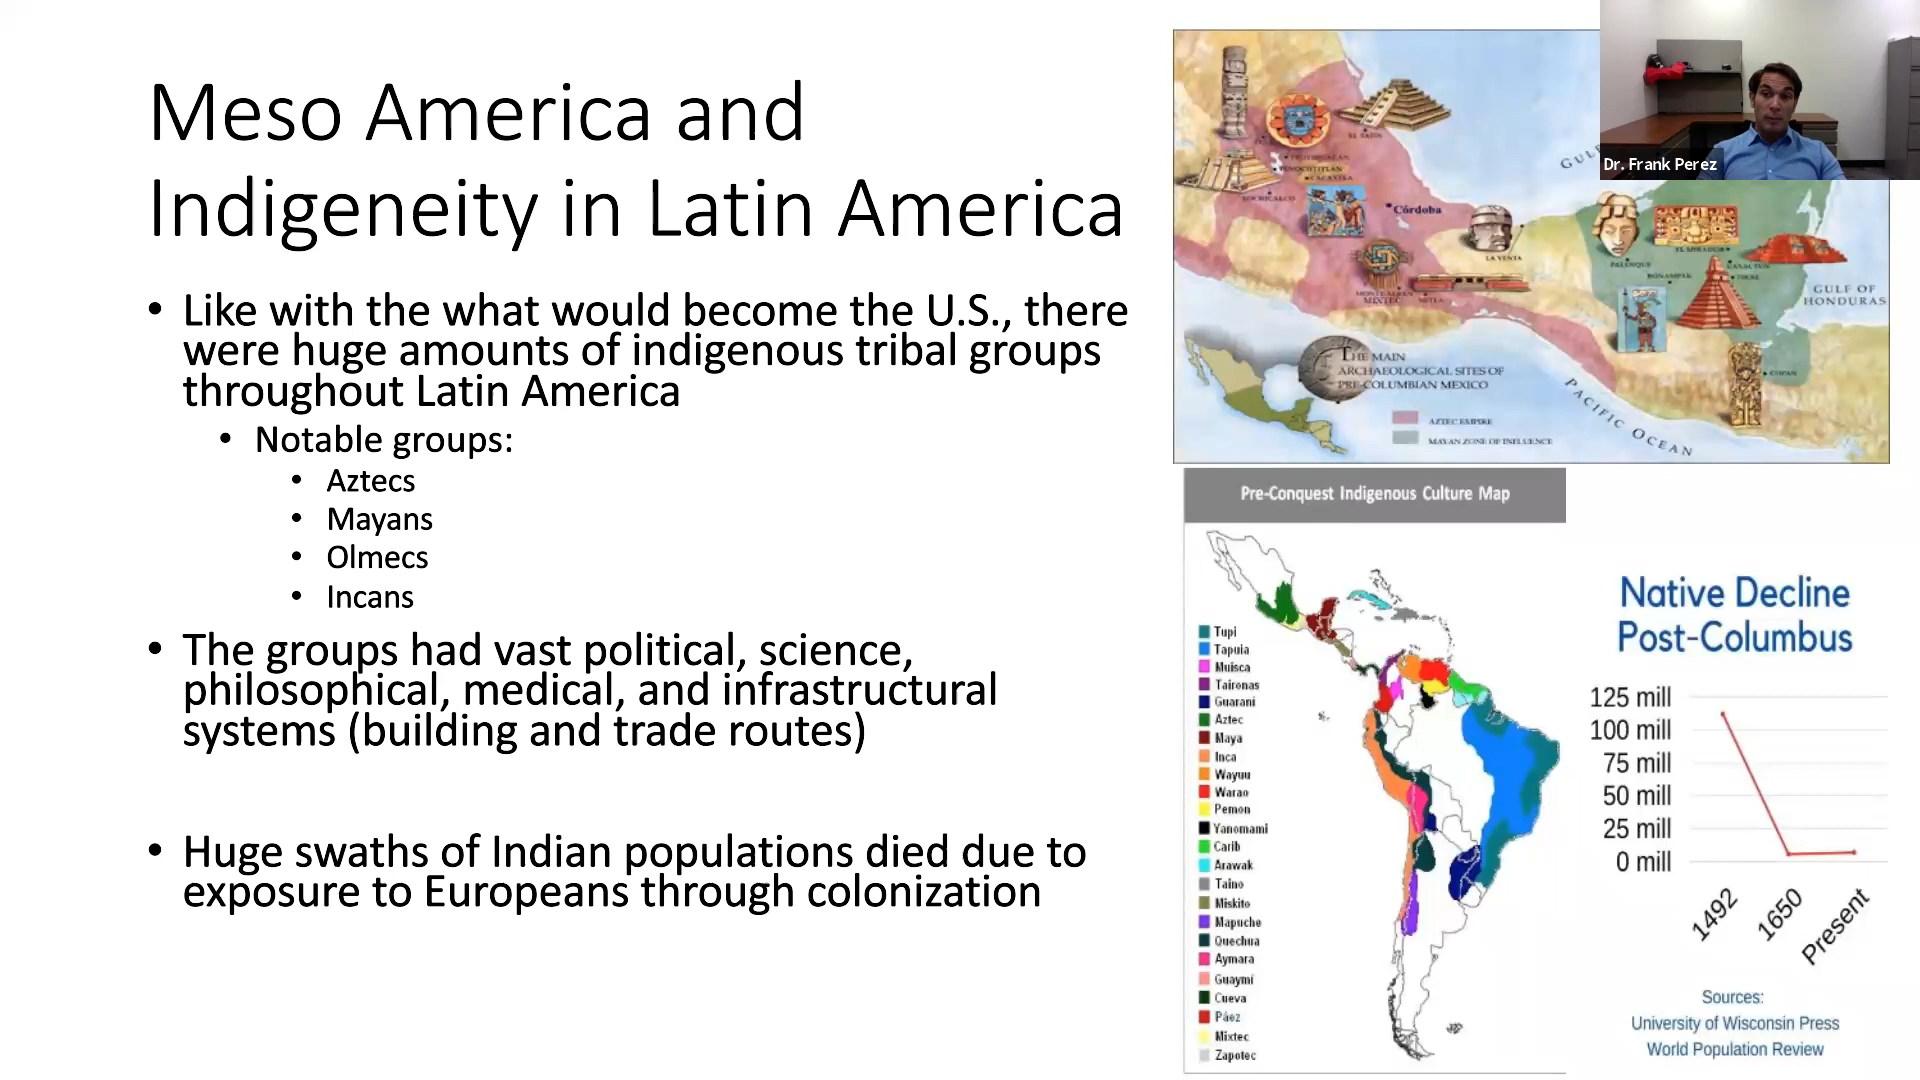 Meso America and
Indigeneity in Latin America
• Like with the what would become the U.S., there
were huge amounts of indigenous tribal groups
throughout Latin America
• Notable groups:
• Aztecs
• Mayans
• Olmecs
• Incans
• The groups had vast political, science,
philosophical, medical, and infrastructural
systems (building and trade routes)
• Huge swaths of Indian populations died due to
exposure to Europeans through colonization
Dr. Frank Perez
EL TAJIN
TENOCHTITLAN
CACAXTLA
XOCHICALCO
Córdoba
LA VENTA
MONTE ALBAN
MIXTEC
MITLA
PALENQUE
EL MIRADOR
BONAMPAK
TIKAL
COPAN
GULF OF
HONDURAS
PACIFIC OCEAN
THE MAIN
ARCHAEOLOGICAL SITES OF
PRE-COLUMBIAN MEXICO
AZTEC EMPIRE
MAYAN ZONE OF INFLUENCE
Pre-Conquest Indigenous Culture Map
Tupi
Tapuia
Muisca
Taironas
Guarani
Aztec
Maya
Inca
Wayuu
Warao
Pemon
Yanomami
Carib
Arawak
Taino
Miskito
Mapuche
Quechua
Aymara
Guaymí
Cueva
Páez
Mixtec
Zapotec
Native Decline
Post-Columbus
125 mill
100 mill
75 mill
50 mill
25 mill
0 mill
1492
1650
Present
Sources:
University of Wisconsin Press
World Population Review